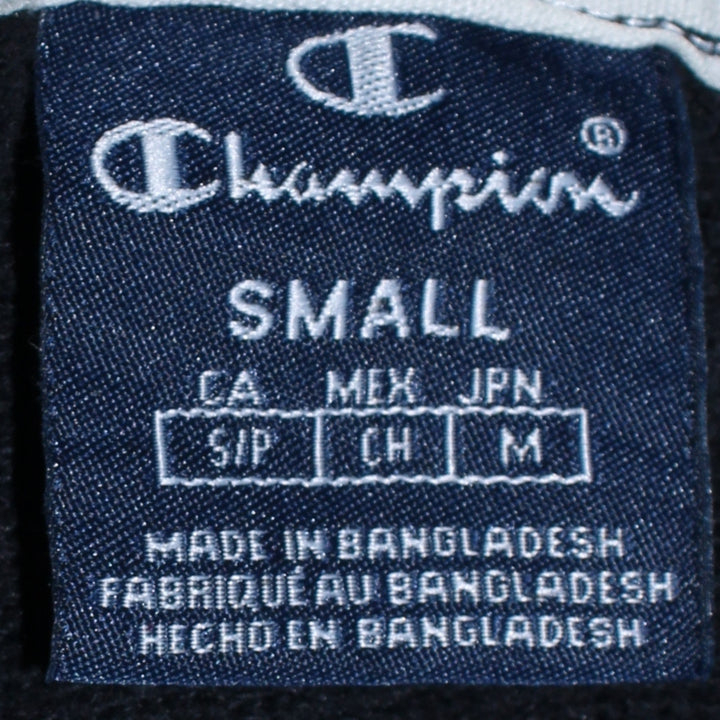 Champion®
SMALL
CA MEX JPN
S/P CH M
MADE IN BANGLADESH
FABRIQUÉ AU BANGLADESH
HECHO EN BANGLADESH